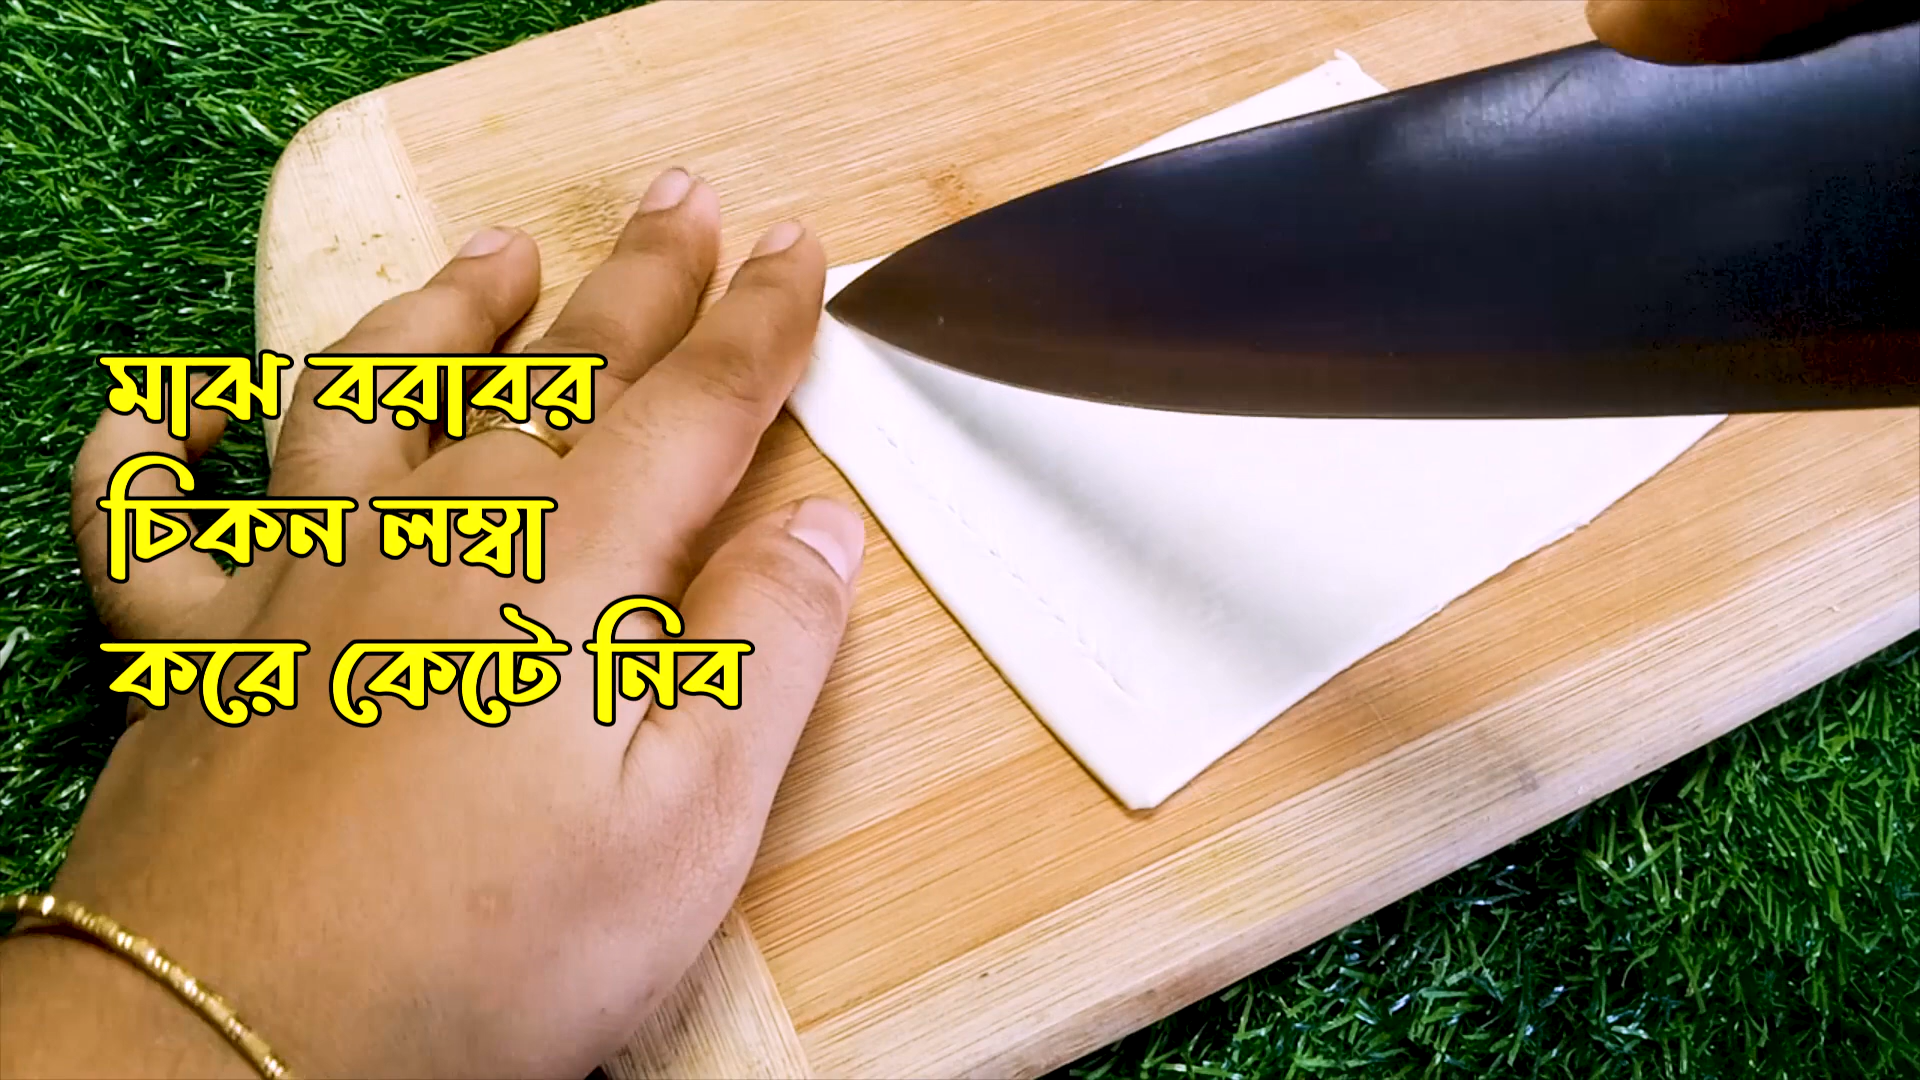 মাঝ বরাবর
চিকন লম্বা
করে কেটে নিব